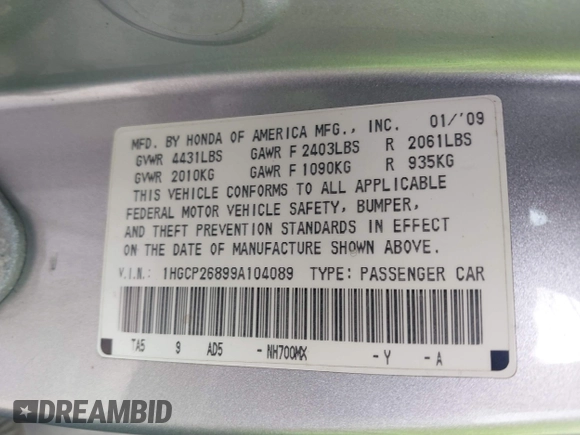 MFD. BY HONDA OF AMERICA MFG., INC. 01/'09
GVWR 4431LBS GAWR F 2403LBS R 2061LBS
GVWR 2010KG GAWR F 1090KG R 935KG
THIS VEHICLE CONFORMS TO ALL APPLICABLE
FEDERAL MOTOR VEHICLE SAFETY, BUMPER,
AND THEFT PREVENTION STANDARDS IN EFFECT
ON THE DATE OF MANUFACTURE SHOWN ABOVE.
V.I.N.: 1HGCP26899A104089 TYPE: PASSENGER CAR
TA5 9 AD5 - NH700MX - Y - A
DREAMBID